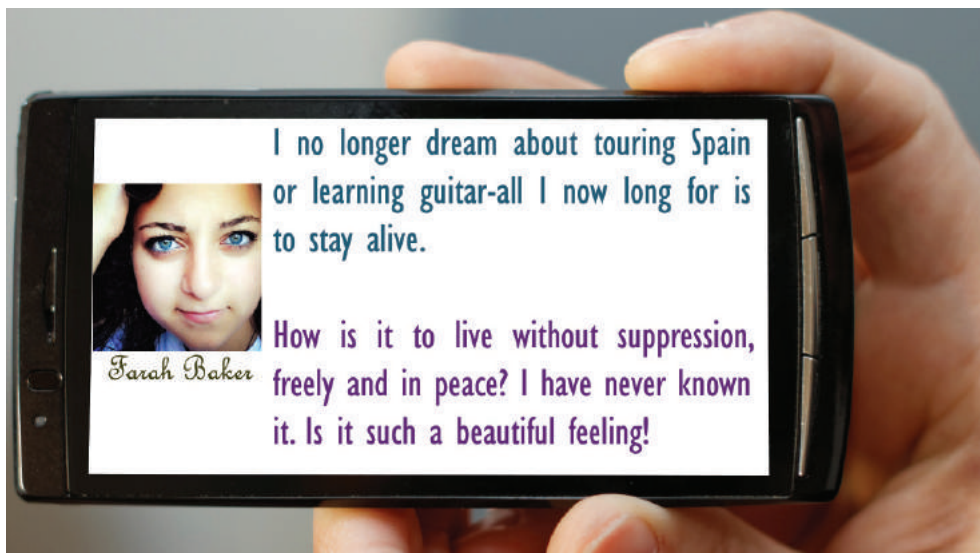 I no longer dream about touring Spain
or learning guitar-all I now long for is
to stay alive.
Farah Baker
How is it to live without suppression,
freely and in peace? I have never known
it. Is it such a beautiful feeling!